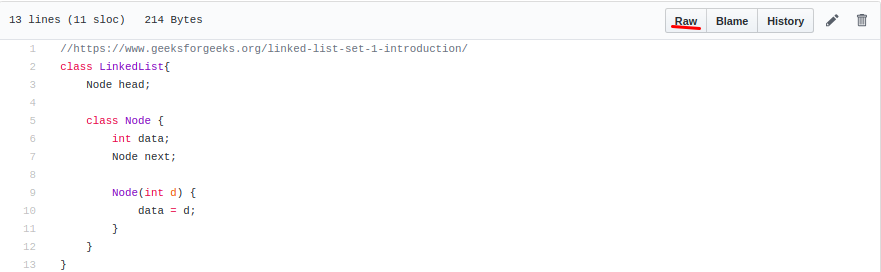 13 lines (11 sloc) 214 Bytes Raw Blame History
1 //https://www.geeksforgeeks.org/linked-list-set-1-introduction/
2 class LinkedList{
3 Node head;
4
5 class Node {
6 int data;
7 Node next;
8
9 Node(int d) {
10 data = d;
11 }
12 }
13 }